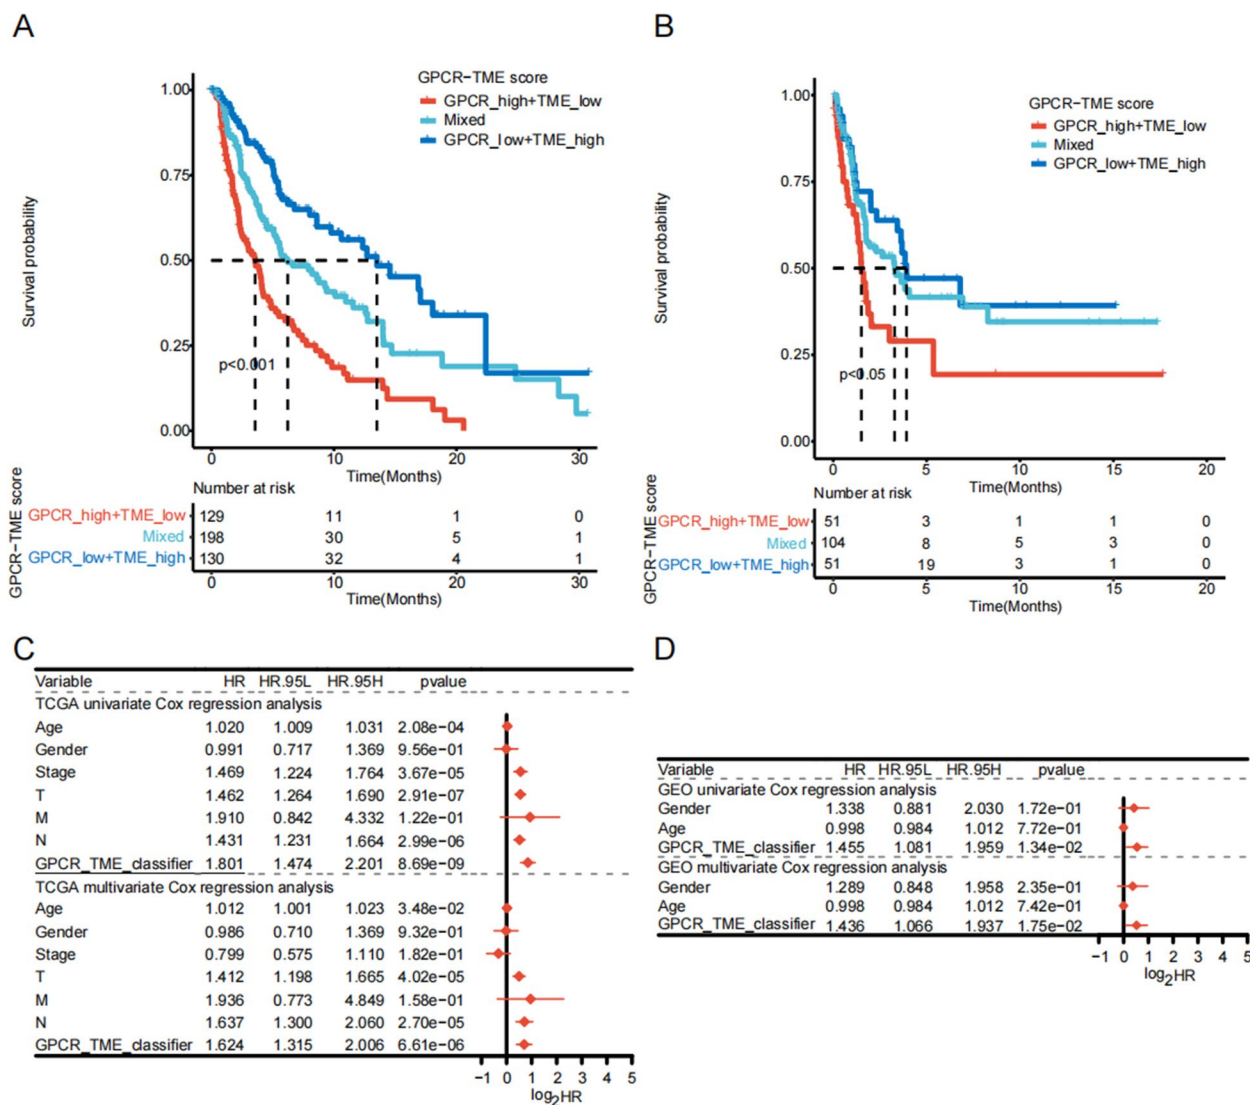 A
GPCR−TME score
GPCR_high+TME_low
Mixed
GPCR_low+TME_high
Survival probability
1.00
0.75
0.50
0.25
0.00
p<0.001
0 10 20 30
Time(Months)
GPCR−TME score
Number at risk
GPCR_high+TME_low 129 11 1 0
Mixed 198 30 5 1
GPCR_low+TME_high 130 32 4 1
0 10 20 30
Time(Months)
B
GPCR−TME score
GPCR_high+TME_low
Mixed
GPCR_low+TME_high
Survival probability
1.00
0.75
0.50
0.25
0.00
p<0.05
0 5 10 15 20
Time(Months)
GPCR−TME score
Number at risk
GPCR_high+TME_low 51 3 1 1 0
Mixed 104 8 5 3 0
GPCR_low+TME_high 51 19 3 1 0
0 5 10 15 20
Time(Months)
C
Variable HR HR.95L HR.95H pvalue
TCGA univariate Cox regression analysis
Age 1.020 1.009 1.031 2.08e−04
Gender 0.991 0.717 1.369 9.56e−01
Stage 1.469 1.224 1.764 3.67e−05
T 1.462 1.264 1.690 2.91e−07
M 1.910 0.842 4.332 1.22e−01
N 1.431 1.231 1.664 2.99e−06
GPCR_TME_classifier 1.801 1.474 2.201 8.69e−09
TCGA multivariate Cox regression analysis
Age 1.012 1.001 1.023 3.48e−02
Gender 0.986 0.710 1.369 9.32e−01
Stage 0.799 0.575 1.110 1.82e−01
T 1.412 1.198 1.665 4.02e−05
M 1.936 0.773 4.849 1.58e−01
N 1.637 1.300 2.060 2.70e−05
GPCR_TME_classifier 1.624 1.315 2.006 6.61e−06
−1 0 1 2 3 4 5
log2HR
D
Variable HR HR.95L HR.95H pvalue
GEO univariate Cox regression analysis
Gender 1.338 0.881 2.030 1.72e−01
Age 0.998 0.984 1.012 7.72e−01
GPCR_TME_classifier 1.455 1.081 1.959 1.34e−02
GEO multivariate Cox regression analysis
Gender 1.289 0.848 1.958 2.35e−01
Age 0.998 0.984 1.012 7.42e−01
GPCR_TME_classifier 1.436 1.066 1.937 1.75e−02
−1 0 1 2 3 4 5
log2HR